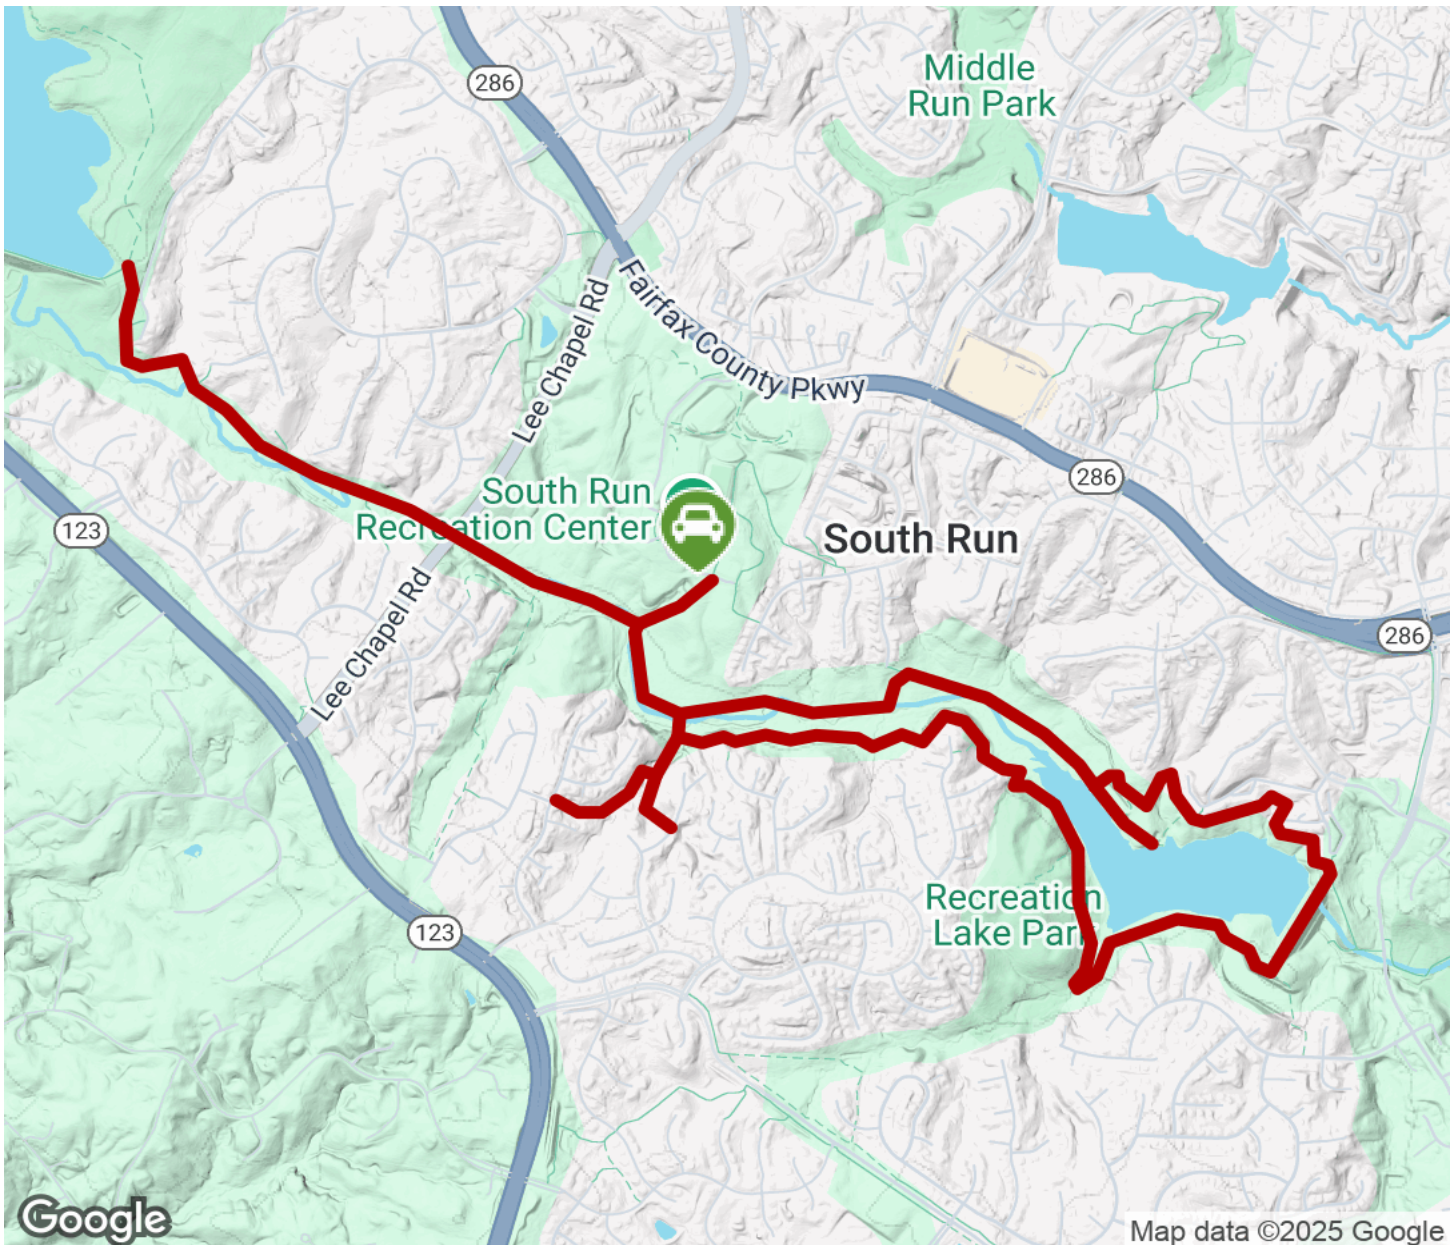 286
Middle
Run Park
Fairfax County Pkwy
Lee Chapel Rd
286
South Run
Recreation Center
South Run
123
Lee Chapel Rd
286
Recreation
Lake Park
123
Google
Map data ©2025 Google